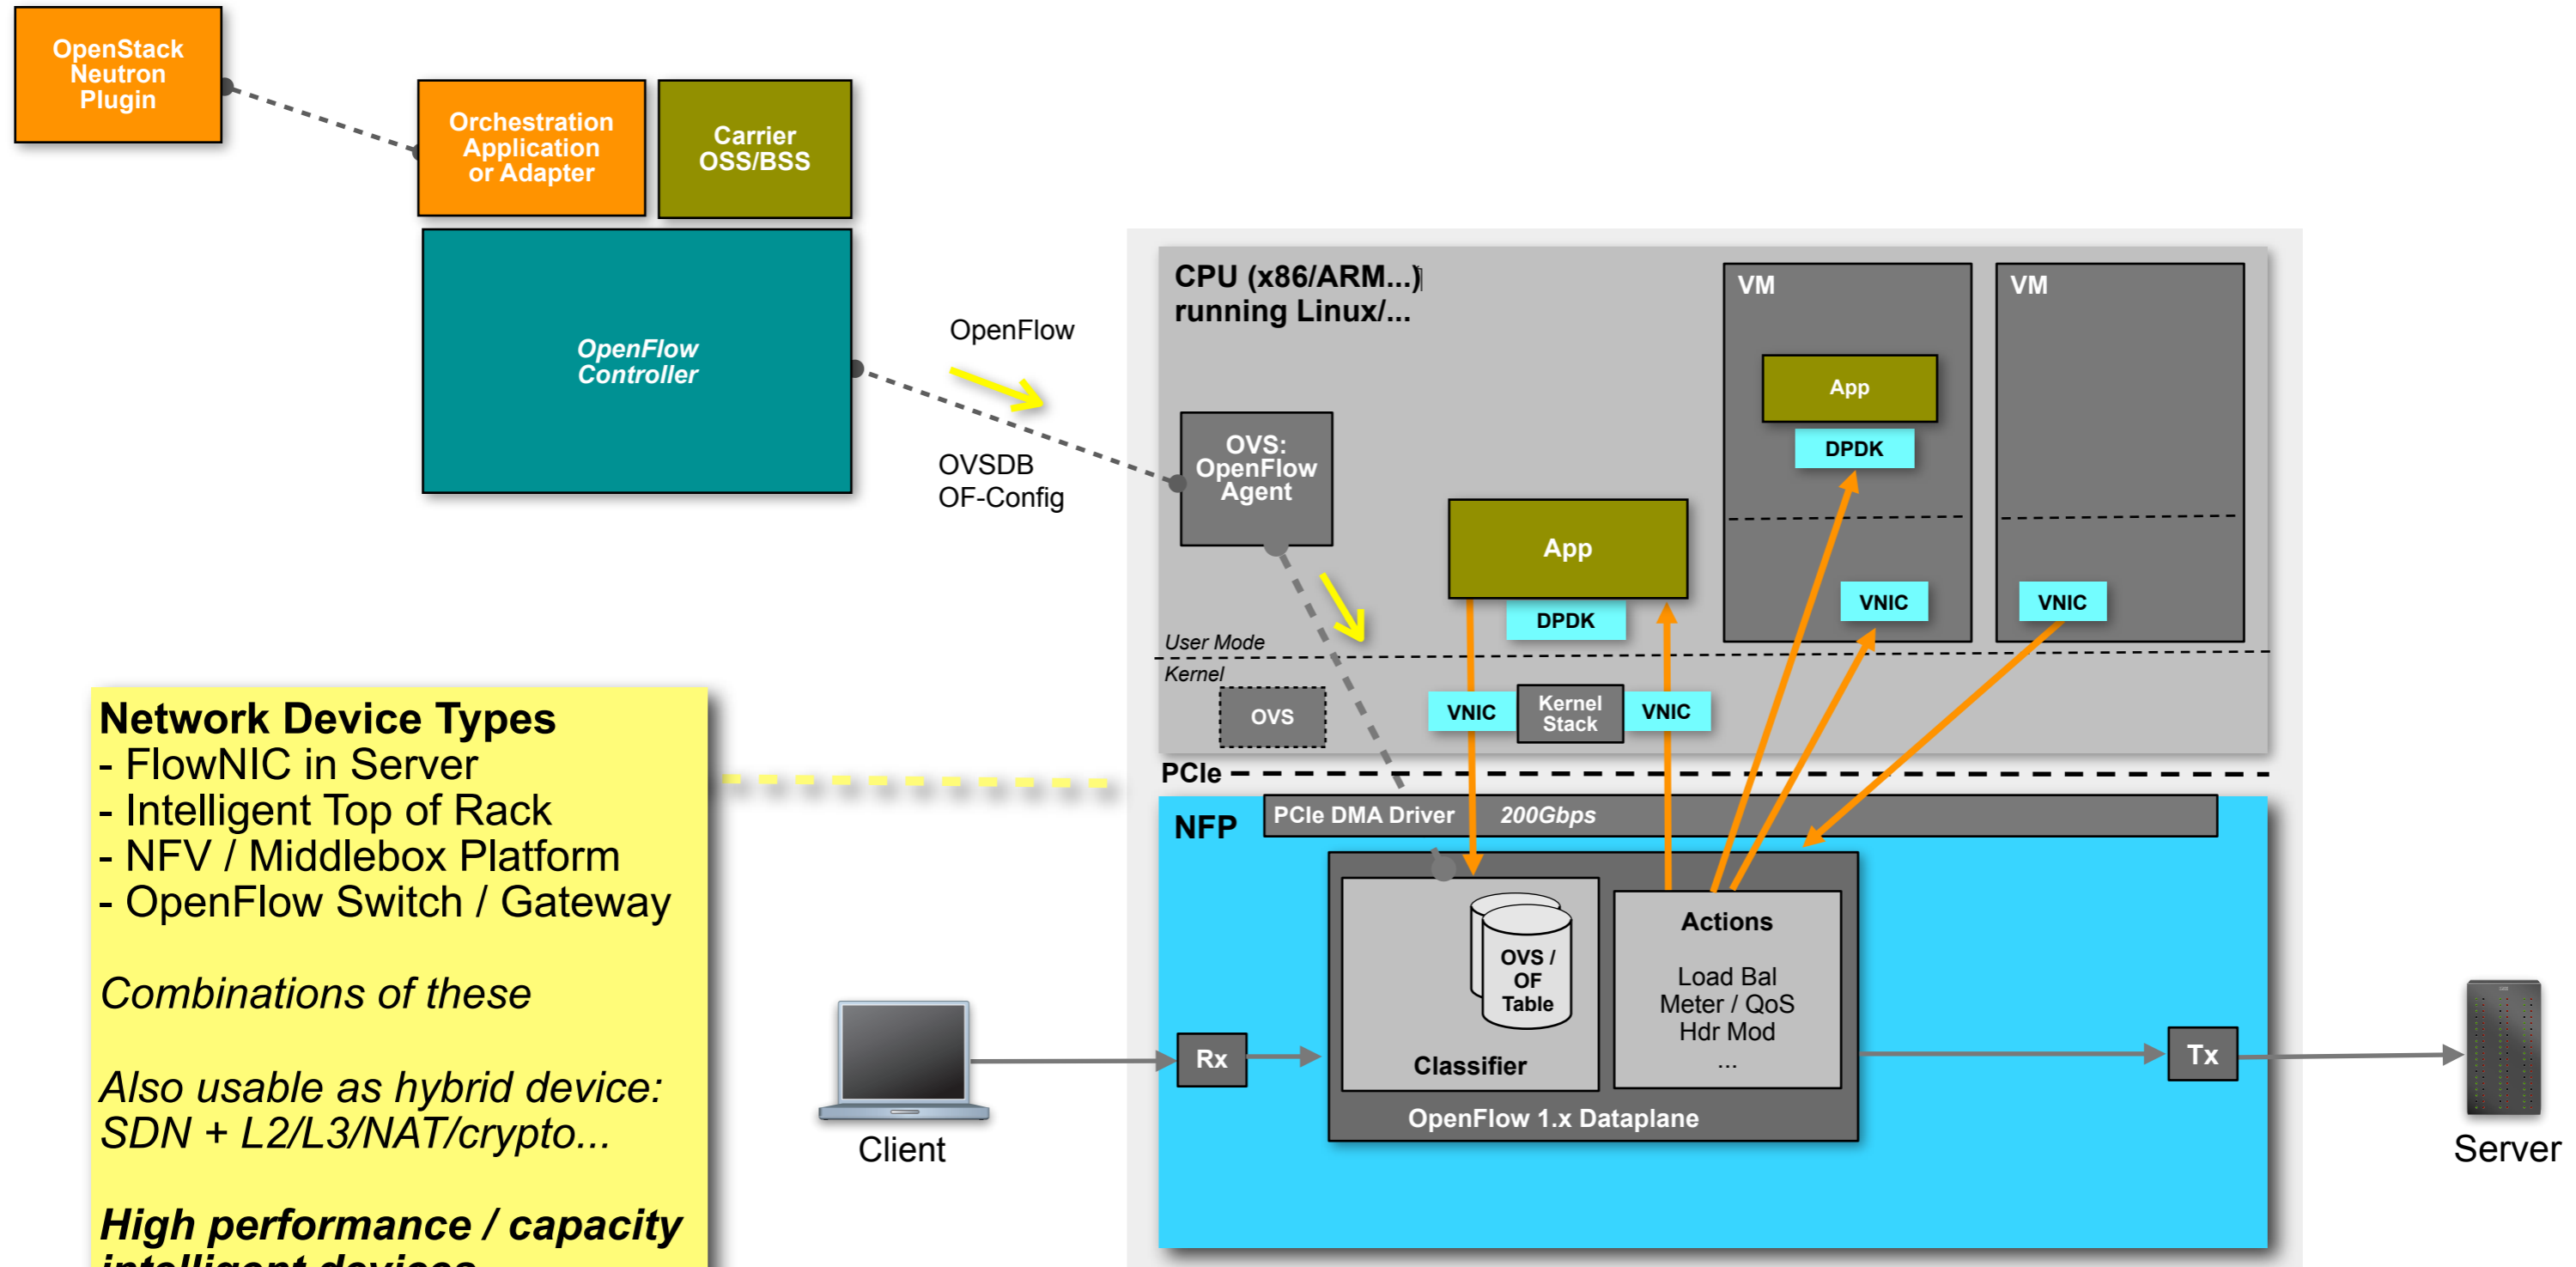 OpenStack
Neutron
Plugin
Orchestration
Application
or Adapter
Carrier
OSS/BSS
OpenFlow
Controller
OpenFlow
OVSDB
OF-Config
CPU (x86/ARM...)
running Linux/...
OVS:
OpenFlow
Agent
App
DPDK
VM
App
DPDK
VNIC
VM
VNIC
User Mode
Kernel
OVS
VNIC
Kernel
Stack
VNIC
PCIe
NFP
PCIe DMA Driver 200Gbps
OVS /
OF
Table
Classifier
Actions
Load Bal
Meter / QoS
Hdr Mod
...
OpenFlow 1.x Dataplane
Rx
Tx
Client
Server
Network Device Types
- FlowNIC in Server
- Intelligent Top of Rack
- NFV / Middlebox Platform
- OpenFlow Switch / Gateway
Combinations of these
Also usable as hybrid device:
SDN + L2/L3/NAT/crypto...
High performance / capacity
intelligent devices